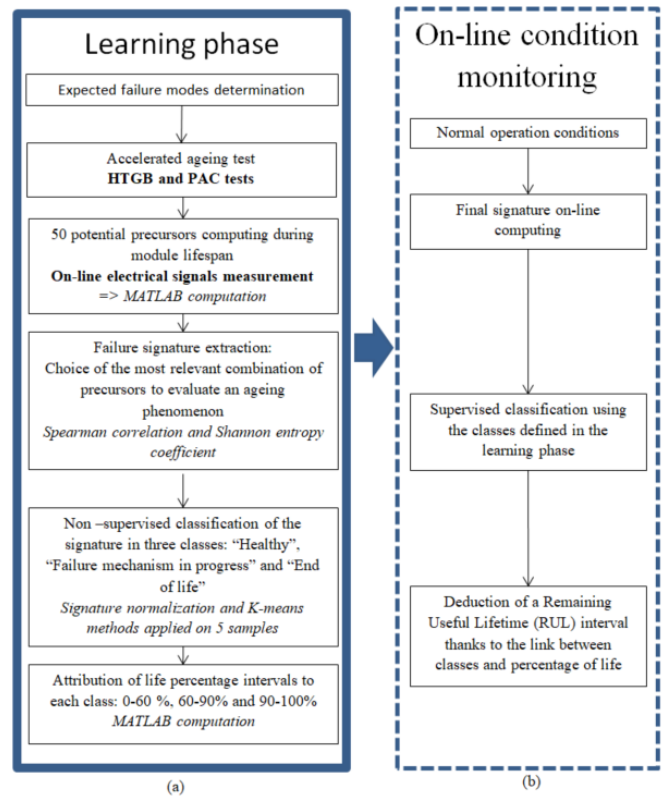 Learning phase
Expected failure modes determination
Accelerated ageing test
HTGB and PAC tests
50 potential precursors computing during
module lifespan
On-line electrical signals measurement
=> MATLAB computation
Failure signature extraction:
Choice of the most relevant combination of
precursors to evaluate an ageing
phenomenon
Spearman correlation and Shannon entropy
coefficient
Non –supervised classification of the
signature in three classes: “Healthy”,
“Failure mechanism in progress” and “End
of life”
Signature normalization and K-means
methods applied on 5 samples
Attribution of life percentage intervals to
each class: 0-60 %, 60-90% and 90-100%
MATLAB computation
(a)
On-line condition
monitoring
Normal operation conditions
Final signature on-line
computing
Supervised classification using
the classes defined in the
learning phase
Deduction of a Remaining
Useful Lifetime (RUL) interval
thanks to the link between
classes and percentage of life
(b)